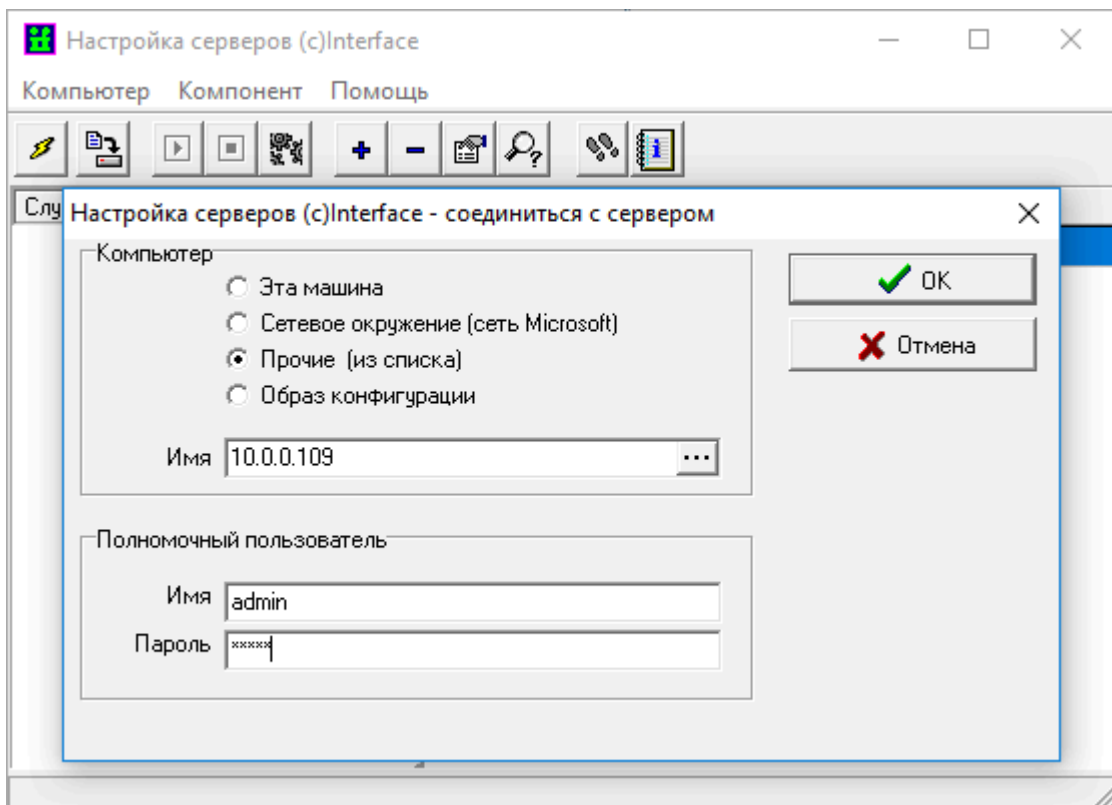 Настройка серверов (c)Interface
Компьютер Компонент Помощь
Слу
Настройка серверов (c)Interface - соединиться с сервером
Компьютер
Эта машина
Сетевое окружение (сеть Microsoft)
Прочие (из списка)
Образ конфигурации
Имя 10.0.0.109 ...
OK
Отмена
Полномочный пользователь
Имя admin
Пароль *****